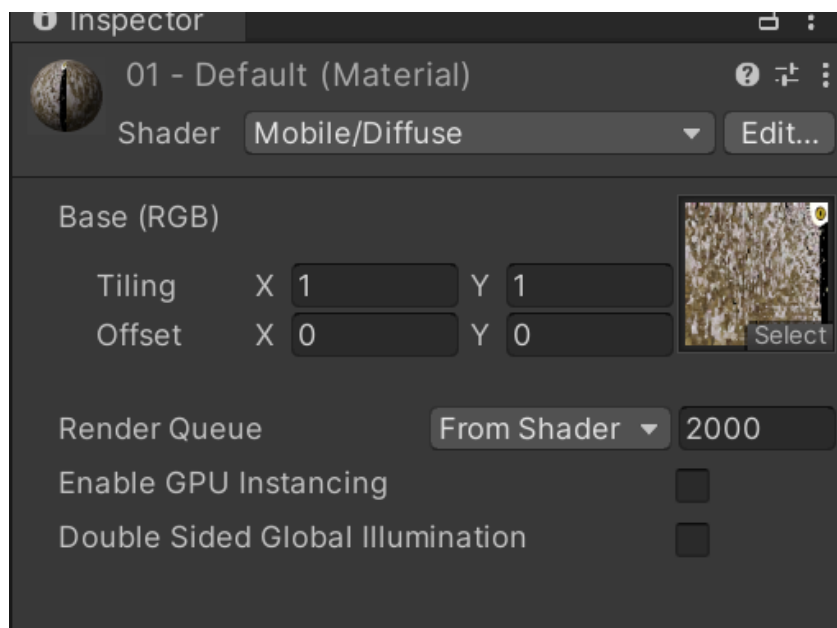 Inspector
01 - Default (Material)
Shader Mobile/Diffuse Edit...
Base (RGB)
Tiling X 1 Y 1
Offset X 0 Y 0
Select
Render Queue From Shader 2000
Enable GPU Instancing
Double Sided Global Illumination